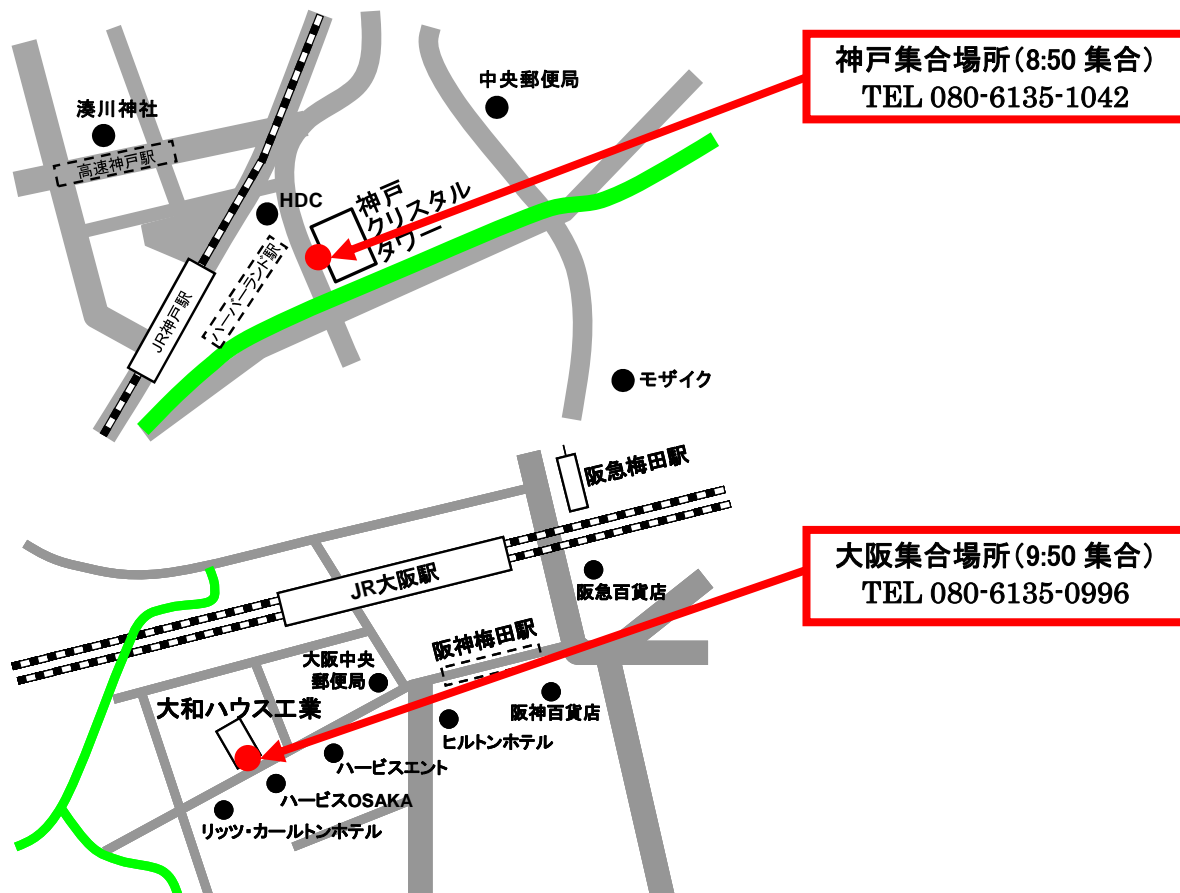 神戸集合場所(8:50 集合)
TEL 080-6135-1042
中央郵便局
湊川神社
高速神戸駅
HDC
神戸
クリスタル
タワー
ハーバーランド駅
JR神戸駅
モザイク
阪急梅田駅
大阪集合場所(9:50 集合)
TEL 080-6135-0996
JR大阪駅
阪急百貨店
阪神梅田駅
大阪中央
郵便局
大和ハウス工業
阪神百貨店
ヒルトンホテル
ハービスエント
ハービスOSAKA
リッツ・カールトンホテル